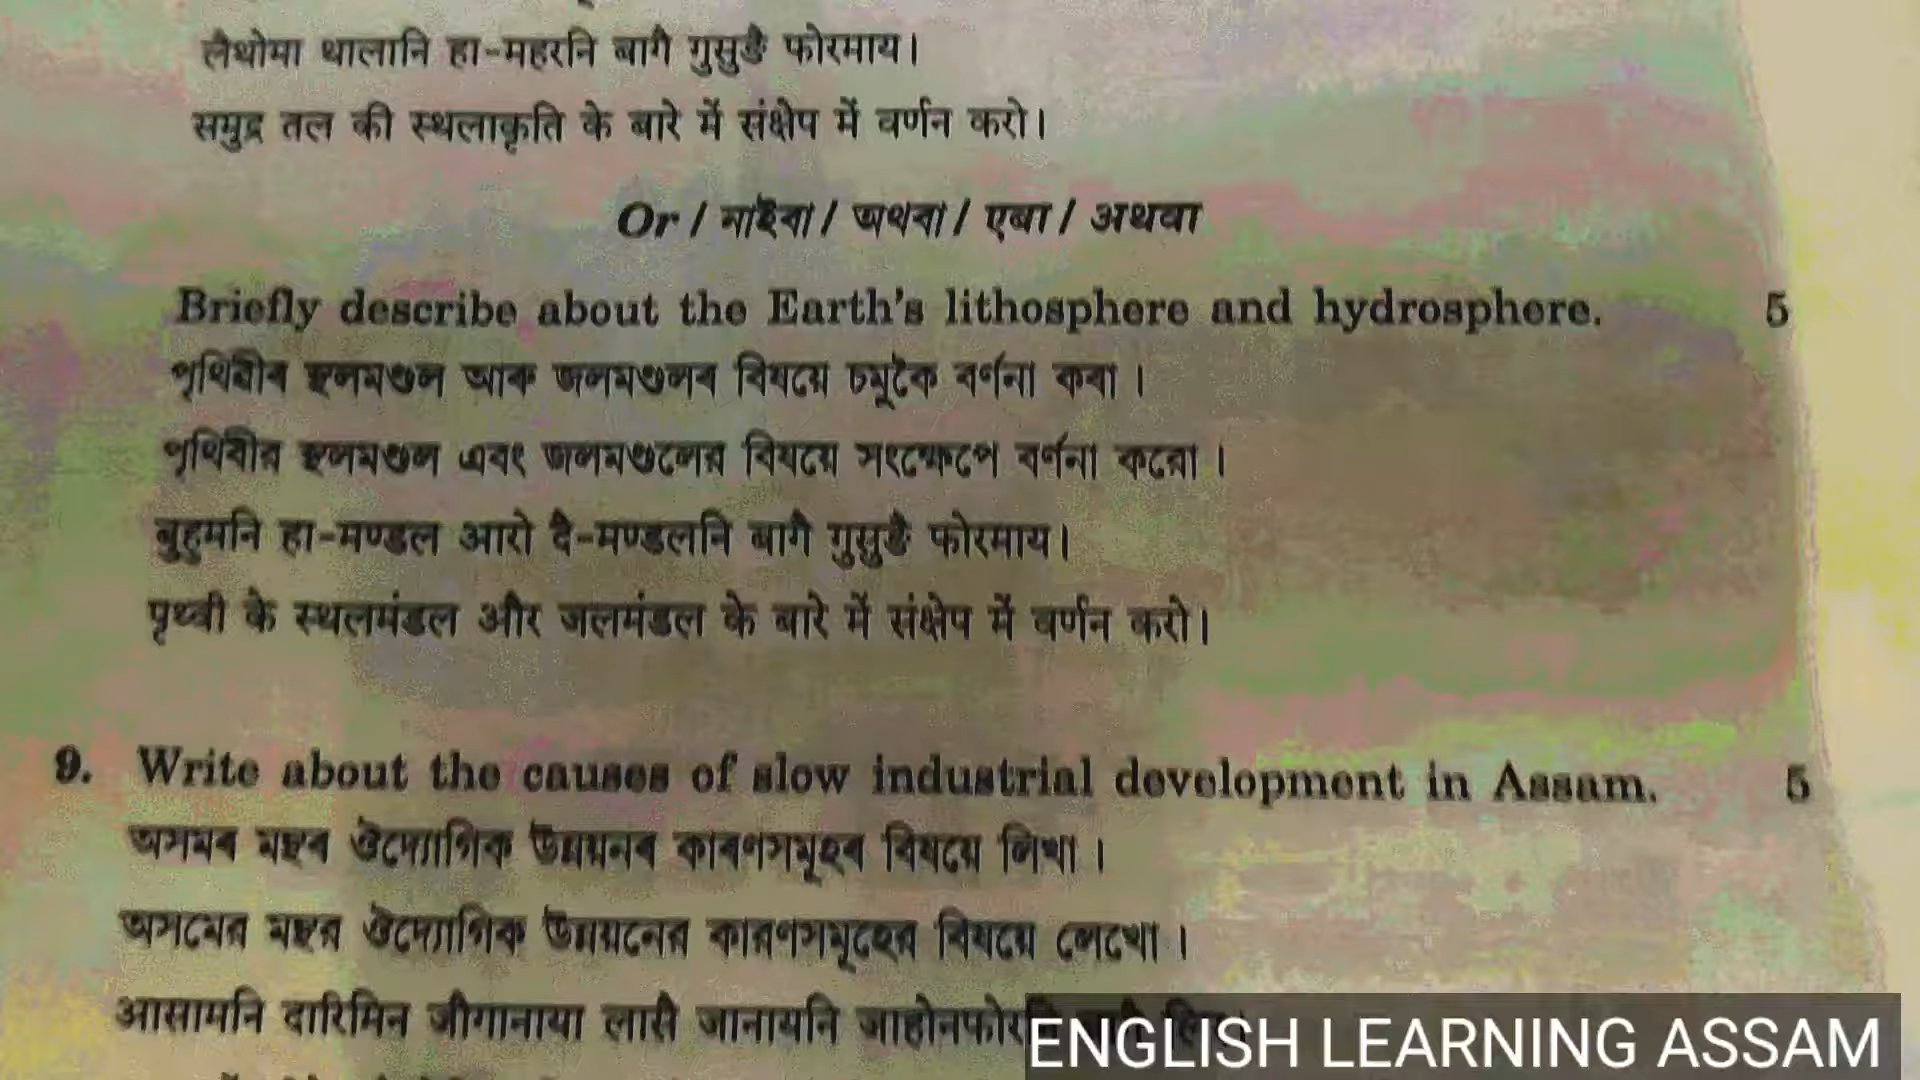 लैथोमा थालानि हा-महरनि बागै गुसुङै फोरमाय।
समुद्र तल की स्थलाकृति के बारे में संक्षेप में वर्णन करो।
Or / नाইবা / অথবা / एबा / अथवा
Briefly describe about the Earth's lithosphere and hydrosphere. 5
পৃথিৱীৰ স্থলমণ্ডল আৰু জলমণ্ডলৰ বিষয়ে চমুকৈ বৰ্ণনা কৰা ।
পৃথিবীর স্থলমণ্ডল এবং জলমণ্ডলের বিষয়ে সংক্ষেপে বর্ণনা করো ।
बुहुमनि हा-मण्डल आरो दै-मण्डलनि बागै गुसुङै फोरमाय।
पृथ्वी के स्थलमंडल और जलमंडल के बारे में संक्षेप में वर्णन करो।
9. Write about the causes of slow industrial development in Assam. 5
অসমৰ মন্থৰ ঔদ্যোগিক উন্নয়নৰ কাৰণসমূহৰ বিষয়ে লিখা ।
অসমের মন্থর ঔদ্যোগিক উন্নয়নের কারণসমূহের বিষয়ে লেখো ।
आसामनि दारिमिन जौगानाया लासै जानायनि जाहोनफोर
ENGLISH LEARNING ASSAM